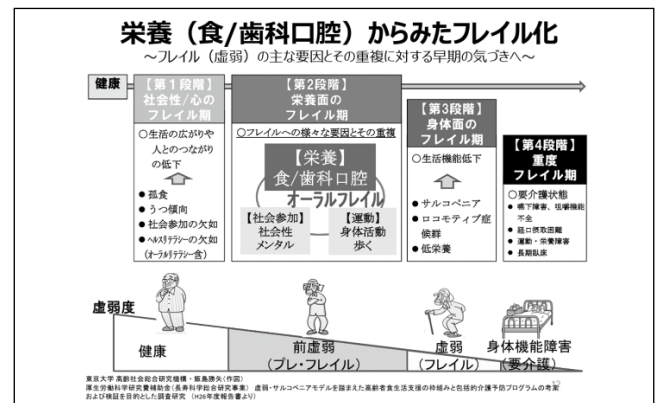 栄養（食/歯科口腔）からみたフレイル化
～フレイル（虚弱）の主な要因とその重複に対する早期の気づきへ～
健康
【第1段階】
社会性/心の
フレイル期
○生活の広がりや
人とのつながり
の低下
● 孤食
● うつ傾向
● 社会参加の欠如
● ヘルスリテラシーの欠如
(オーラルリテラシー含)
【第2段階】
栄養面の
フレイル期
○フレイルへの様々な要因とその重複
【栄養】
食/歯科口腔
オーラルフレイル
【社会参加】
社会性
メンタル
【運動】
身体活動
歩く
【第3段階】
身体面の
フレイル期
○生活機能低下
● サルコペニア
● ロコモティブ症
候群
● 低栄養
【第4段階】
重度
フレイル期
○要介護状態
● 嚥下障害、咀嚼機能
不全
● 経口摂取困難
● 運動・栄養障害
● 長期臥床
虚弱度
健康
前虚弱
（プレ・フレイル）
虚弱
（フレイル）
身体機能障害
（要介護）
東京大学 高齢社会総合研究機構・飯島勝矢(作図)
厚生労働科学研究費補助金(長寿科学総合研究事業) 虚弱・サルコペニアモデルを踏まえた高齢者食生活支援の枠組みと包括的介護予防プログラムの考案
および検証を目的とした調査研究 (H26年度報告書より)